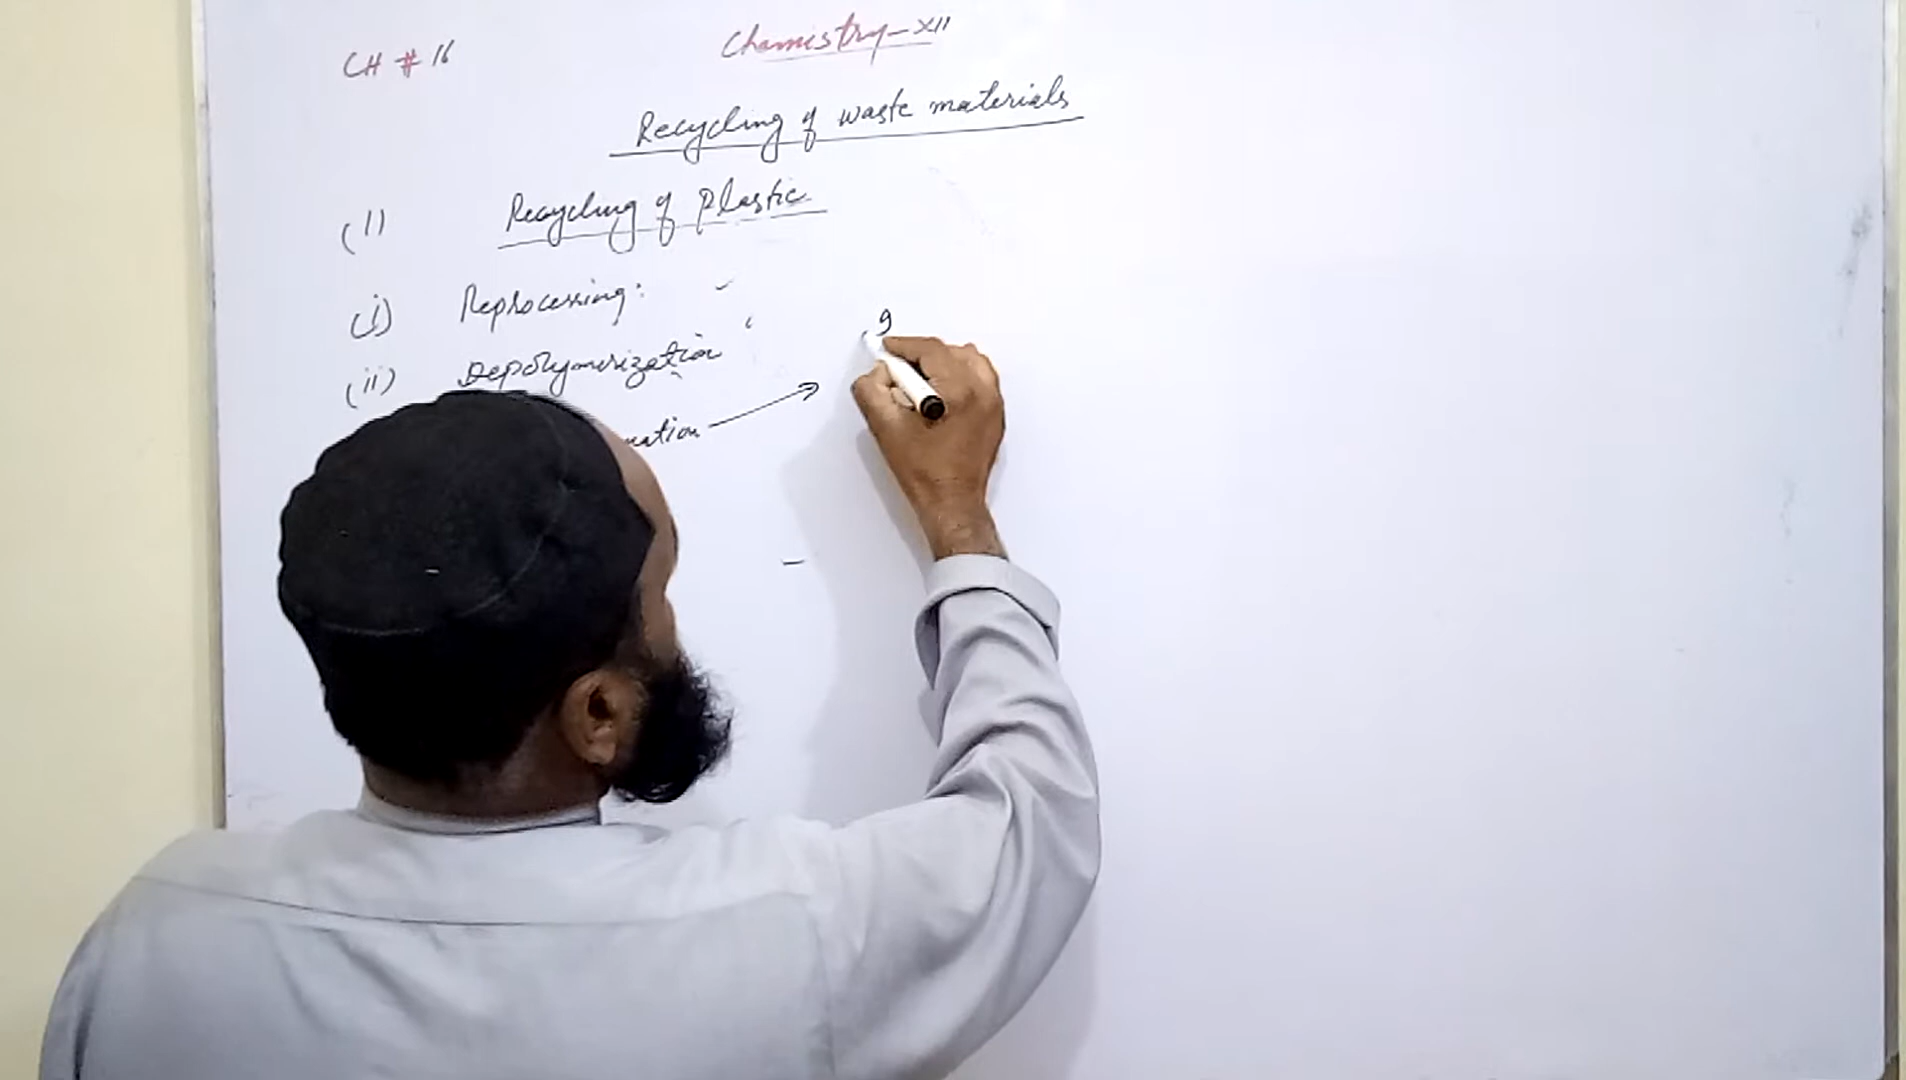 CH # 16
Chemistry-XII
Recycling of waste materials
(1) Recycling of Plastic
(i) Reprocessing:
(ii) Depolymerization